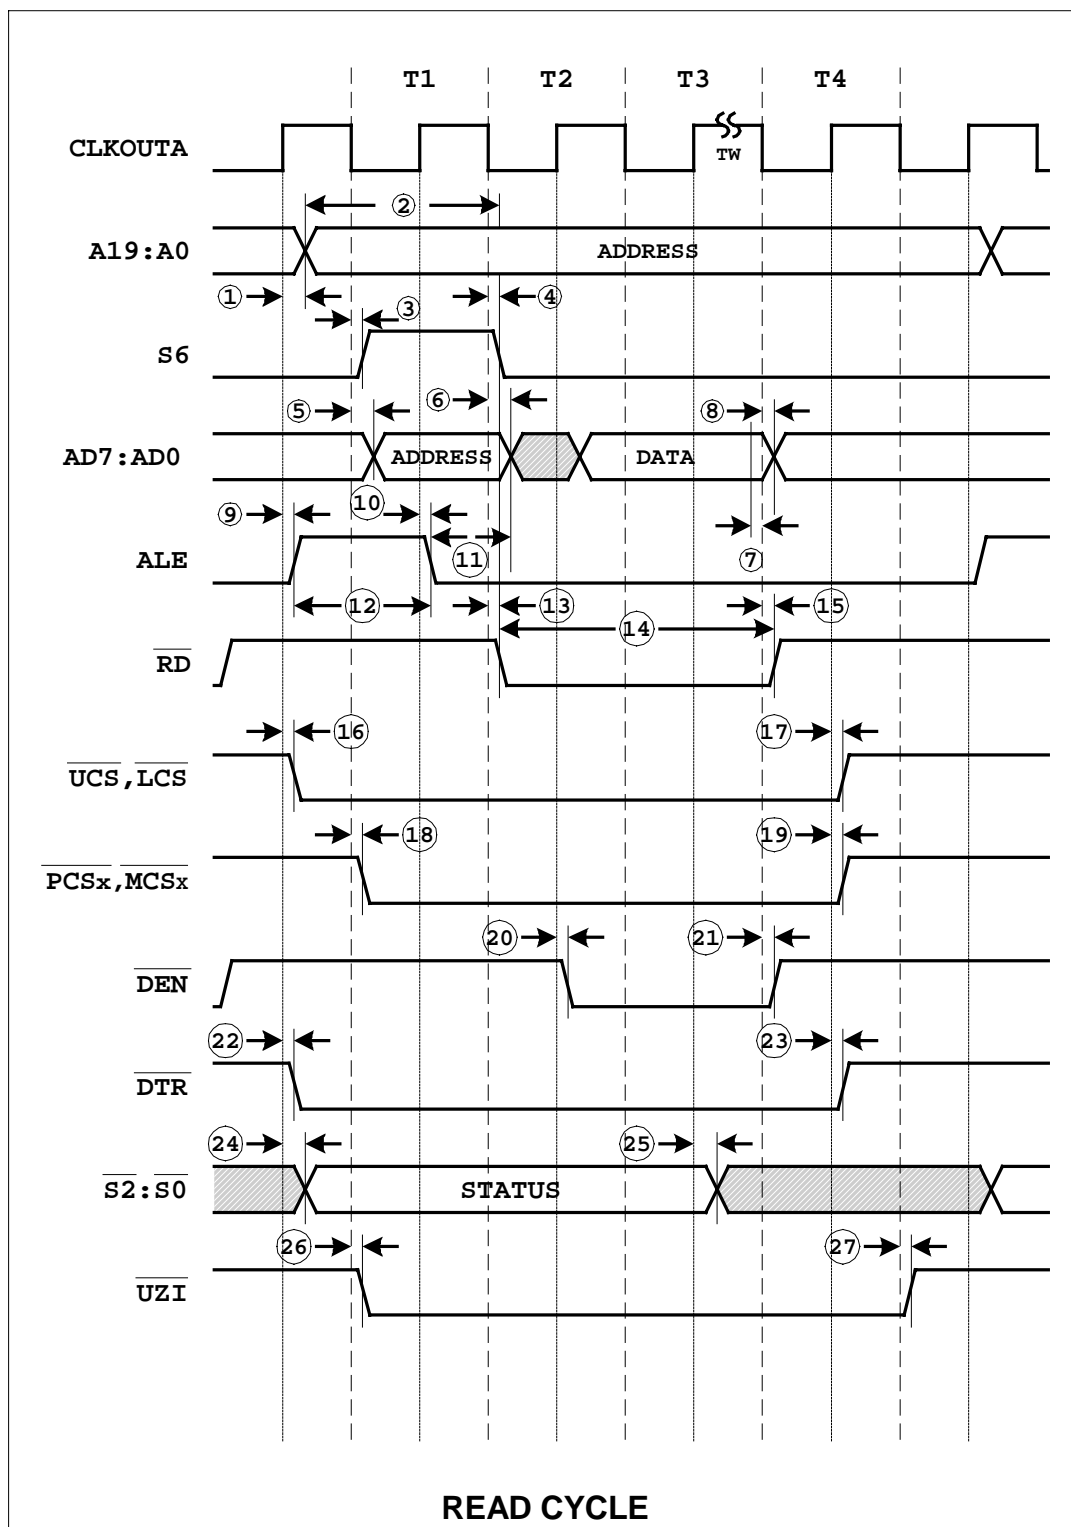 T1 T2 T3 T4
CLKOUTA TW
2
A19:A0 ADDRESS
1 3 4
S6
5 6 8
AD7:AD0 ADDRESS DATA
9 10
ALE 11 7
12 13 15
14
RD
16 17
UCS,LCS
18 19
PCSx,MCSx
20 21
DEN
22 23
DTR
24 25
S2:S0 STATUS
26 27
UZI
READ CYCLE